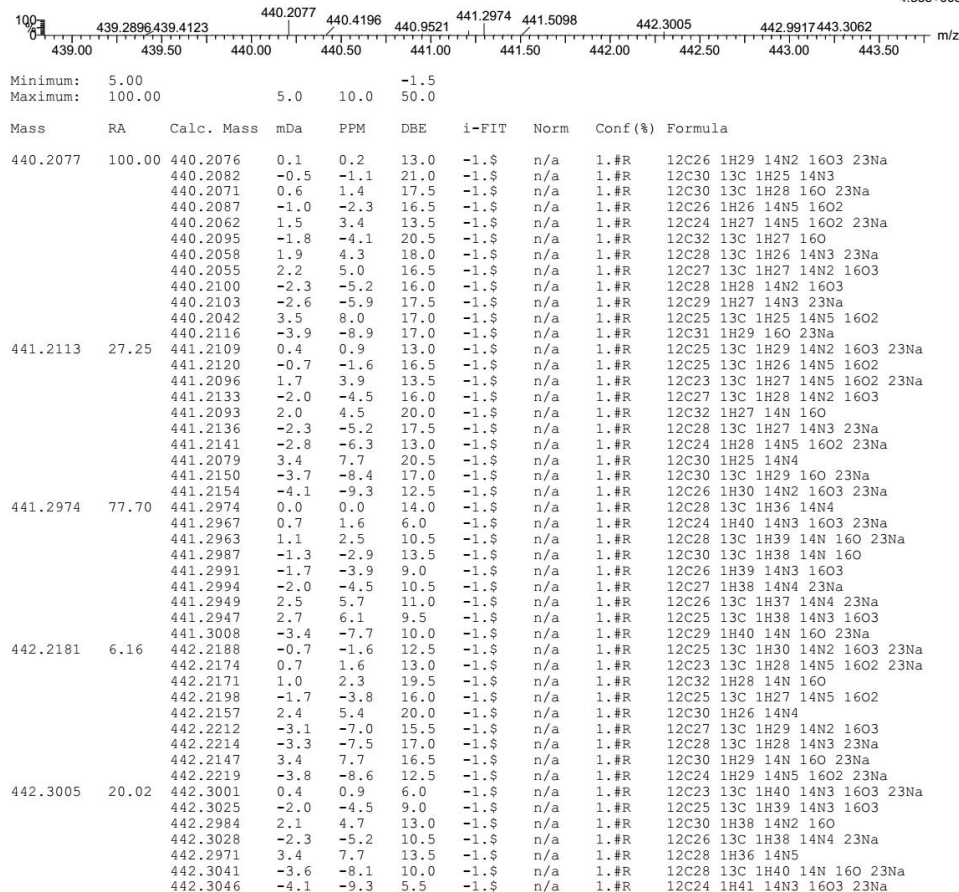 440.2077 441.2974
439.2896 439.4123 440.4196 440.9521 441.5098 442.3005 442.9917 443.3062
100
%
0 m/z
439.00 439.50 440.00 440.50 441.00 441.50 442.00 442.50 443.00 443.50
Minimum: 5.00 -1.5
Maximum: 100.00 5.0 10.0 50.0
Mass RA Calc. Mass mDa PPM DBE i-FIT Norm Conf(%) Formula
440.2077 100.00 440.2076 0.1 0.2 13.0 -1.$ n/a 1.#R 12C26 1H29 14N2 16O3 23Na
440.2082 -0.5 -1.1 21.0 -1.$ n/a 1.#R 12C30 13C 1H25 14N3
440.2071 0.6 1.4 17.5 -1.$ n/a 1.#R 12C30 13C 1H28 16O 23Na
440.2087 -1.0 -2.3 16.5 -1.$ n/a 1.#R 12C26 1H26 14N5 16O2
440.2062 1.5 3.4 13.5 -1.$ n/a 1.#R 12C24 1H27 14N5 16O2 23Na
440.2095 -1.8 -4.1 20.5 -1.$ n/a 1.#R 12C32 13C 1H27 16O
440.2058 1.9 4.3 18.0 -1.$ n/a 1.#R 12C28 13C 1H26 14N3 23Na
440.2055 2.2 5.0 16.5 -1.$ n/a 1.#R 12C27 13C 1H27 14N2 16O3
440.2100 -2.3 -5.2 16.0 -1.$ n/a 1.#R 12C28 1H28 14N2 16O3
440.2103 -2.6 -5.9 17.5 -1.$ n/a 1.#R 12C29 1H27 14N3 23Na
440.2042 3.5 8.0 17.0 -1.$ n/a 1.#R 12C25 13C 1H25 14N5 16O2
440.2116 -3.9 -8.9 17.0 -1.$ n/a 1.#R 12C31 1H29 16O 23Na
441.2113 27.25 441.2109 0.4 0.9 13.0 -1.$ n/a 1.#R 12C25 13C 1H29 14N2 16O3 23Na
441.2120 -0.7 -1.6 16.5 -1.$ n/a 1.#R 12C25 13C 1H26 14N5 16O2
441.2096 1.7 3.9 13.5 -1.$ n/a 1.#R 12C23 13C 1H27 14N5 16O2 23Na
441.2133 -2.0 -4.5 16.0 -1.$ n/a 1.#R 12C27 13C 1H28 14N2 16O3
441.2093 2.0 4.5 20.0 -1.$ n/a 1.#R 12C32 1H27 14N 16O
441.2136 -2.3 -5.2 17.5 -1.$ n/a 1.#R 12C28 13C 1H27 14N3 23Na
441.2141 -2.8 -6.3 13.0 -1.$ n/a 1.#R 12C24 1H28 14N5 16O2 23Na
441.2079 3.4 7.7 20.5 -1.$ n/a 1.#R 12C30 1H25 14N4
441.2150 -3.7 -8.4 17.0 -1.$ n/a 1.#R 12C30 13C 1H29 16O 23Na
441.2154 -4.1 -9.3 12.5 -1.$ n/a 1.#R 12C26 1H30 14N2 16O3 23Na
441.2974 77.70 441.2974 0.0 0.0 14.0 -1.$ n/a 1.#R 12C28 13C 1H36 14N4
441.2967 0.7 1.6 6.0 -1.$ n/a 1.#R 12C24 1H40 14N3 16O3 23Na
441.2963 1.1 2.5 10.5 -1.$ n/a 1.#R 12C28 13C 1H39 14N 16O 23Na
441.2987 -1.3 -2.9 13.5 -1.$ n/a 1.#R 12C30 13C 1H38 14N 16O
441.2991 -1.7 -3.9 9.0 -1.$ n/a 1.#R 12C26 1H39 14N3 16O3
441.2994 -2.0 -4.5 10.5 -1.$ n/a 1.#R 12C27 1H38 14N4 23Na
441.2949 2.5 5.7 11.0 -1.$ n/a 1.#R 12C26 13C 1H37 14N4 23Na
441.2947 2.7 6.1 9.5 -1.$ n/a 1.#R 12C25 13C 1H38 14N3 16O3
441.3008 -3.4 -7.7 10.0 -1.$ n/a 1.#R 12C29 1H40 14N 16O 23Na
442.2181 6.16 442.2188 -0.7 -1.6 12.5 -1.$ n/a 1.#R 12C25 13C 1H30 14N2 16O3 23Na
442.2174 0.7 1.6 13.0 -1.$ n/a 1.#R 12C23 13C 1H28 14N5 16O2 23Na
442.2171 1.0 2.3 19.5 -1.$ n/a 1.#R 12C32 1H28 14N 16O
442.2198 -1.7 -3.8 16.0 -1.$ n/a 1.#R 12C25 13C 1H27 14N5 16O2
442.2157 2.4 5.4 20.0 -1.$ n/a 1.#R 12C30 1H26 14N4
442.2212 -3.1 -7.0 15.5 -1.$ n/a 1.#R 12C27 13C 1H29 14N2 16O3
442.2214 -3.3 -7.5 17.0 -1.$ n/a 1.#R 12C28 13C 1H28 14N3 23Na
442.2147 3.4 7.7 16.5 -1.$ n/a 1.#R 12C30 1H29 14N 16O 23Na
442.2219 -3.8 -8.6 12.5 -1.$ n/a 1.#R 12C24 1H29 14N5 16O2 23Na
442.3005 20.02 442.3001 0.4 0.9 6.0 -1.$ n/a 1.#R 12C23 13C 1H40 14N3 16O3 23Na
442.3025 -2.0 -4.5 9.0 -1.$ n/a 1.#R 12C25 13C 1H39 14N3 16O3
442.2984 2.1 4.7 13.0 -1.$ n/a 1.#R 12C30 1H38 14N2 16O
442.3028 -2.3 -5.2 10.5 -1.$ n/a 1.#R 12C26 13C 1H38 14N4 23Na
442.2971 3.4 7.7 13.5 -1.$ n/a 1.#R 12C28 1H36 14N5
442.3041 -3.6 -8.1 10.0 -1.$ n/a 1.#R 12C28 13C 1H40 14N 16O 23Na
442.3046 -4.1 -9.3 5.5 -1.$ n/a 1.#R 12C24 1H41 14N3 16O3 23Na